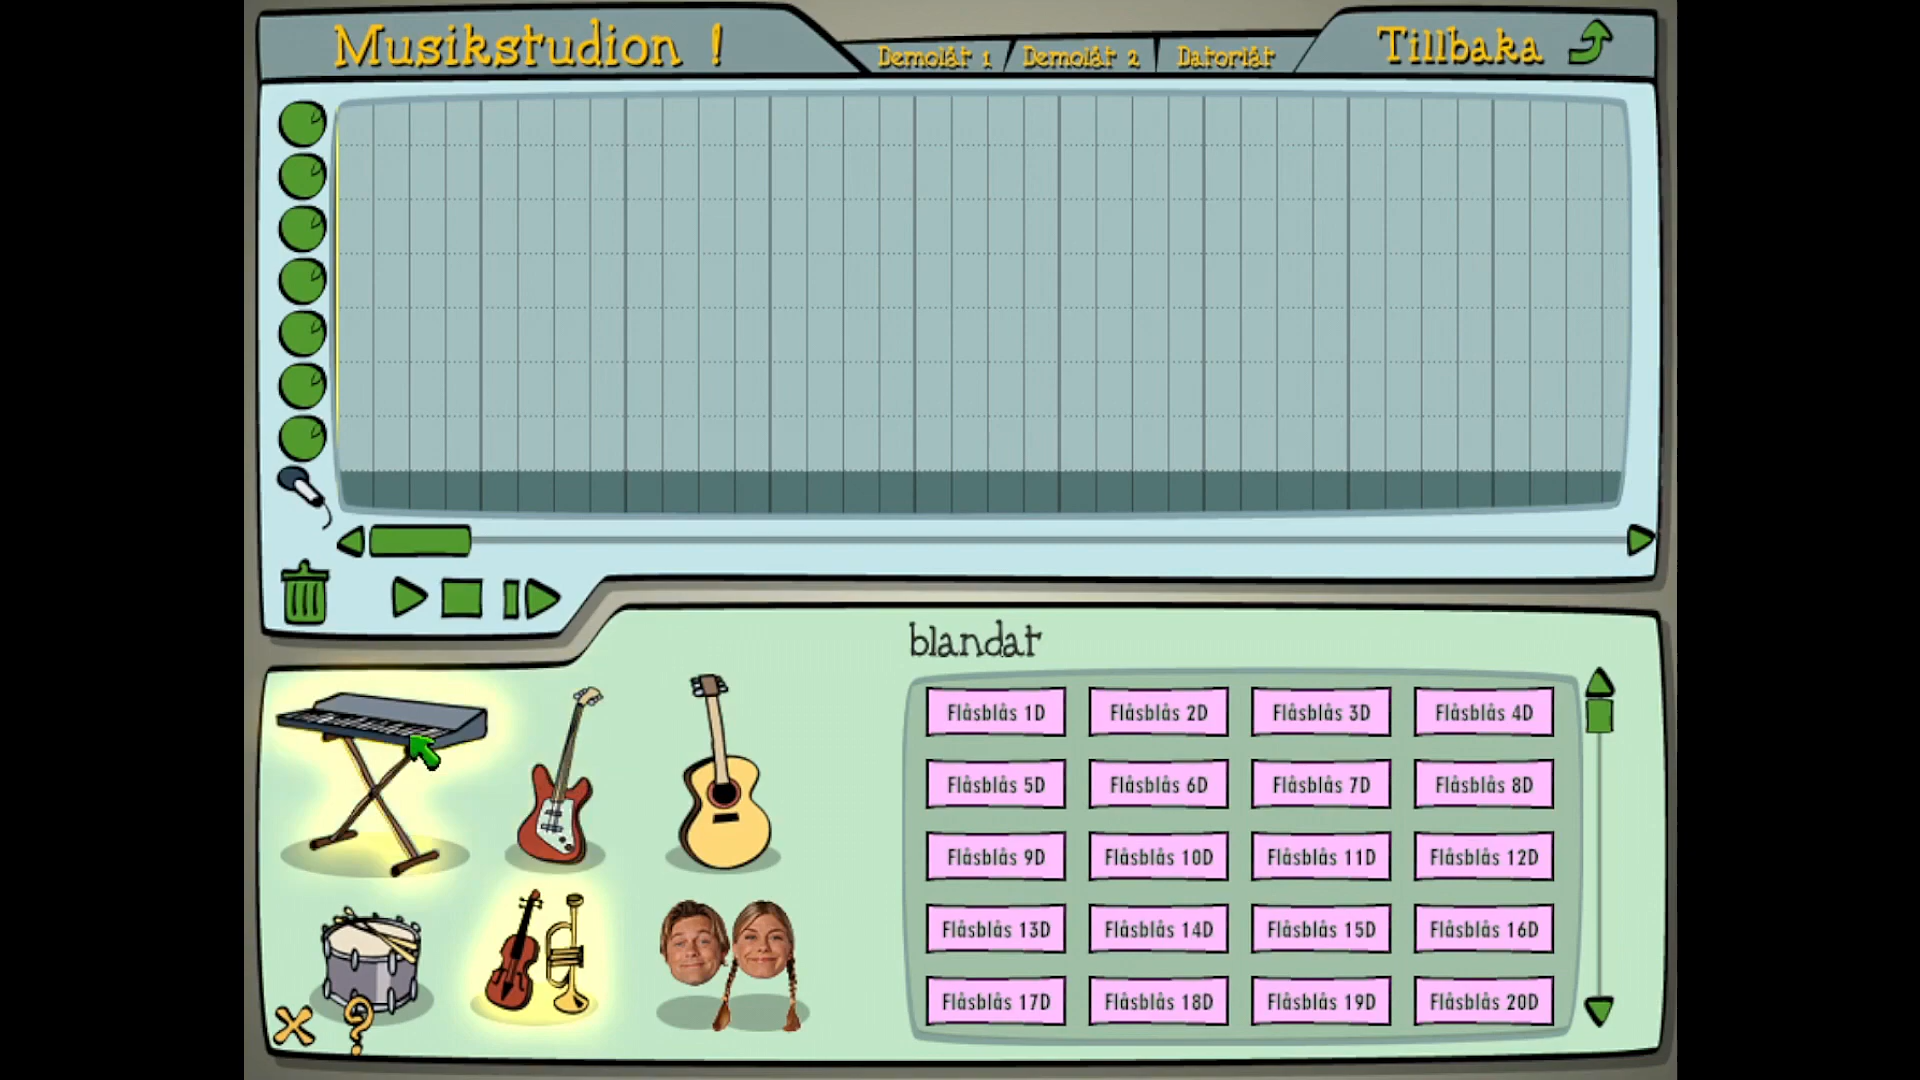 Musikstudion !
Demolåt 1
Demolåt 2
Datorlåt
Tillbaka
blandat
Flåsblås 1D
Flåsblås 2D
Flåsblås 3D
Flåsblås 4D
Flåsblås 5D
Flåsblås 6D
Flåsblås 7D
Flåsblås 8D
Flåsblås 9D
Flåsblås 10D
Flåsblås 11D
Flåsblås 12D
Flåsblås 13D
Flåsblås 14D
Flåsblås 15D
Flåsblås 16D
Flåsblås 17D
Flåsblås 18D
Flåsblås 19D
Flåsblås 20D
X
?